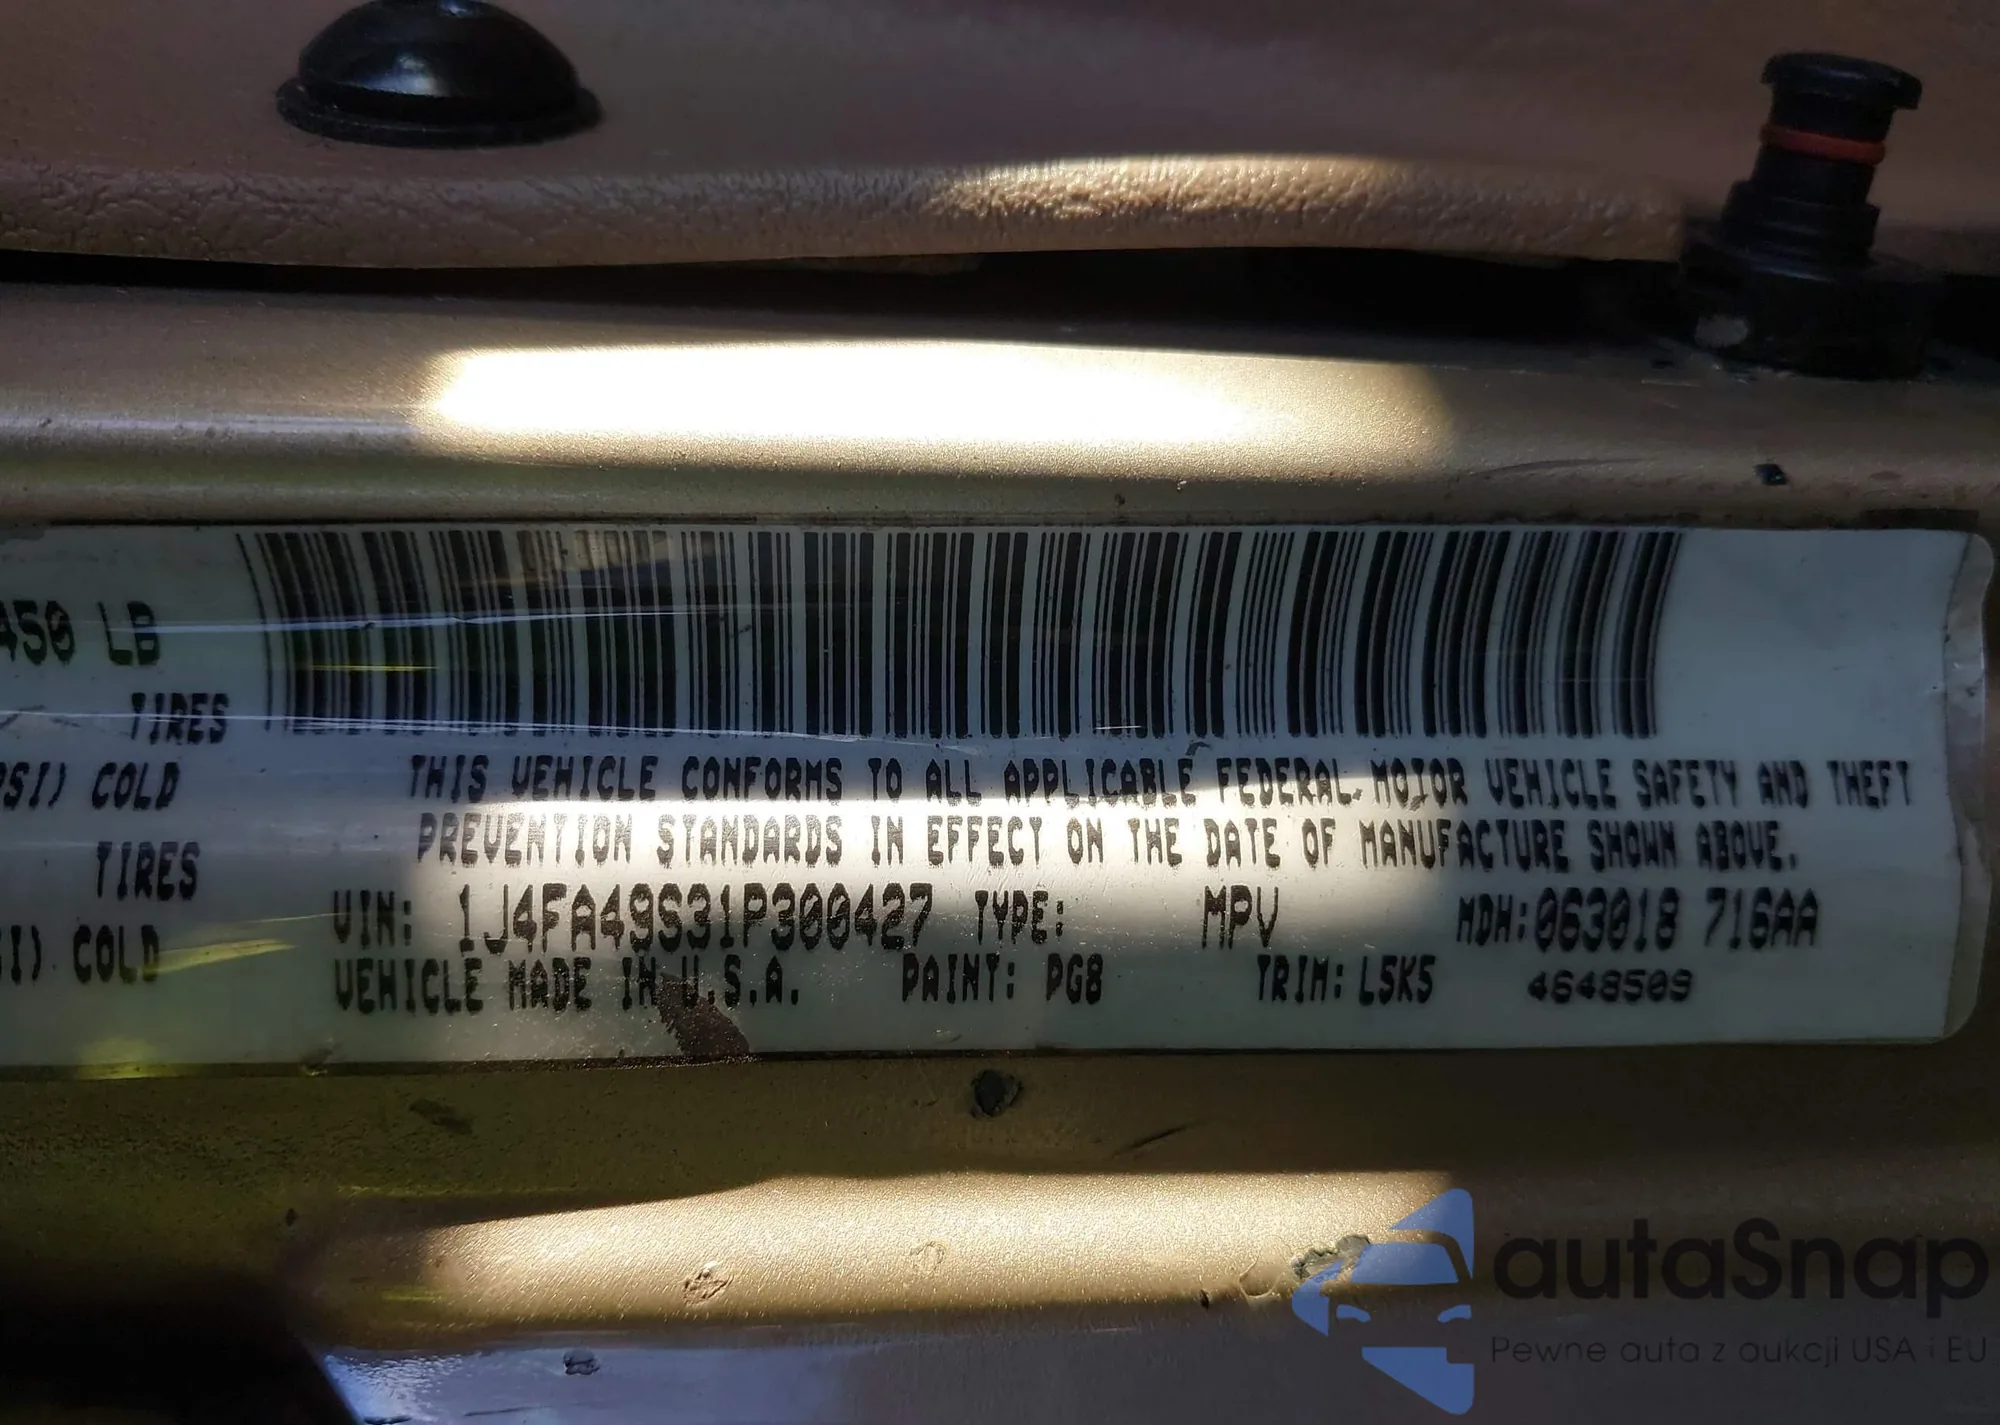 450 LB
TIRES
PSI) COLD
THIS VEHICLE CONFORMS TO ALL APPLICABLE FEDERAL MOTOR VEHICLE SAFETY AND THEFT
PREVENTION STANDARDS IN EFFECT ON THE DATE OF MANUFACTURE SHOWN ABOVE.
TIRES
VIN: 1J4FA49S31P300427 TYPE: MPV MDH:063018 716AA
SI) COLD
VEHICLE MADE IN U.S.A. PAINT: PG8 TRIM: L5K5 4648509
autaSnap
Pewne auta z aukcji USA i EU